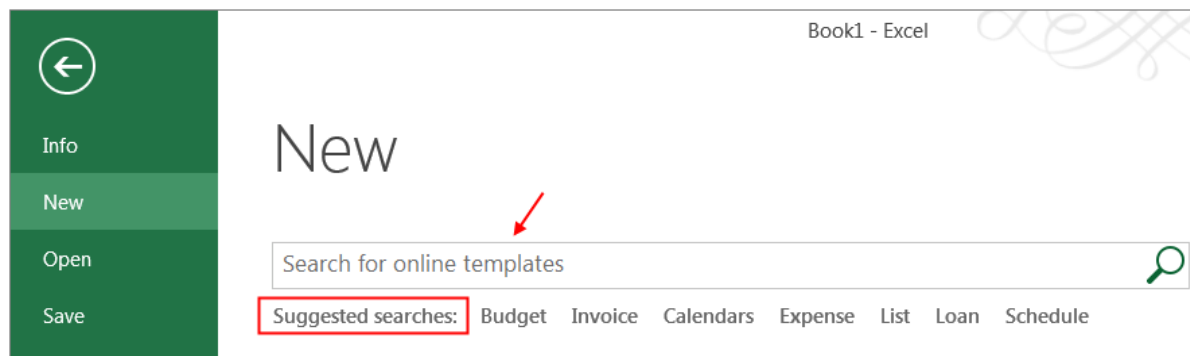 Book1 - Excel
Info
New
Open
Save
New
Search for online templates
Suggested searches: Budget Invoice Calendars Expense List Loan Schedule